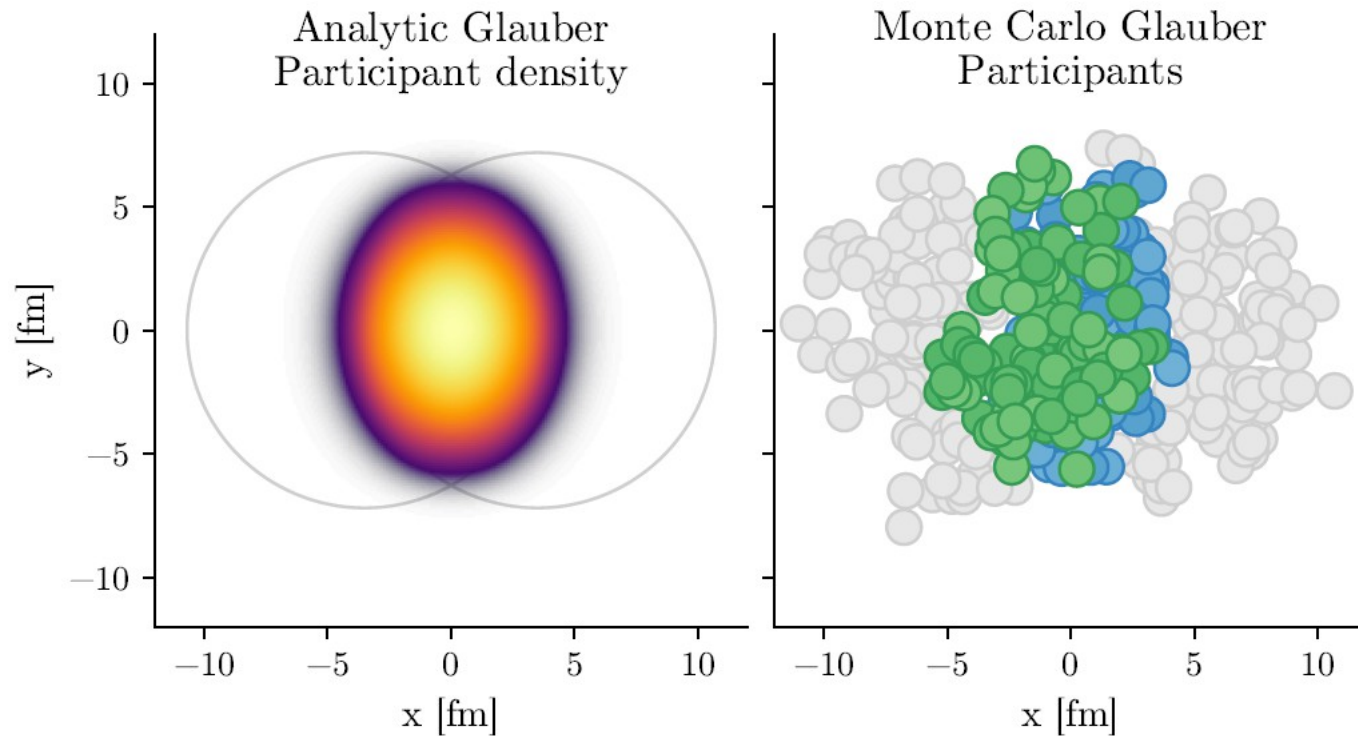 Analytic Glauber
Participant density
Monte Carlo Glauber
Participants
10
5
0
−5
−10
y [fm]
−10 −5 0 5 10
x [fm]
−10 −5 0 5 10
x [fm]